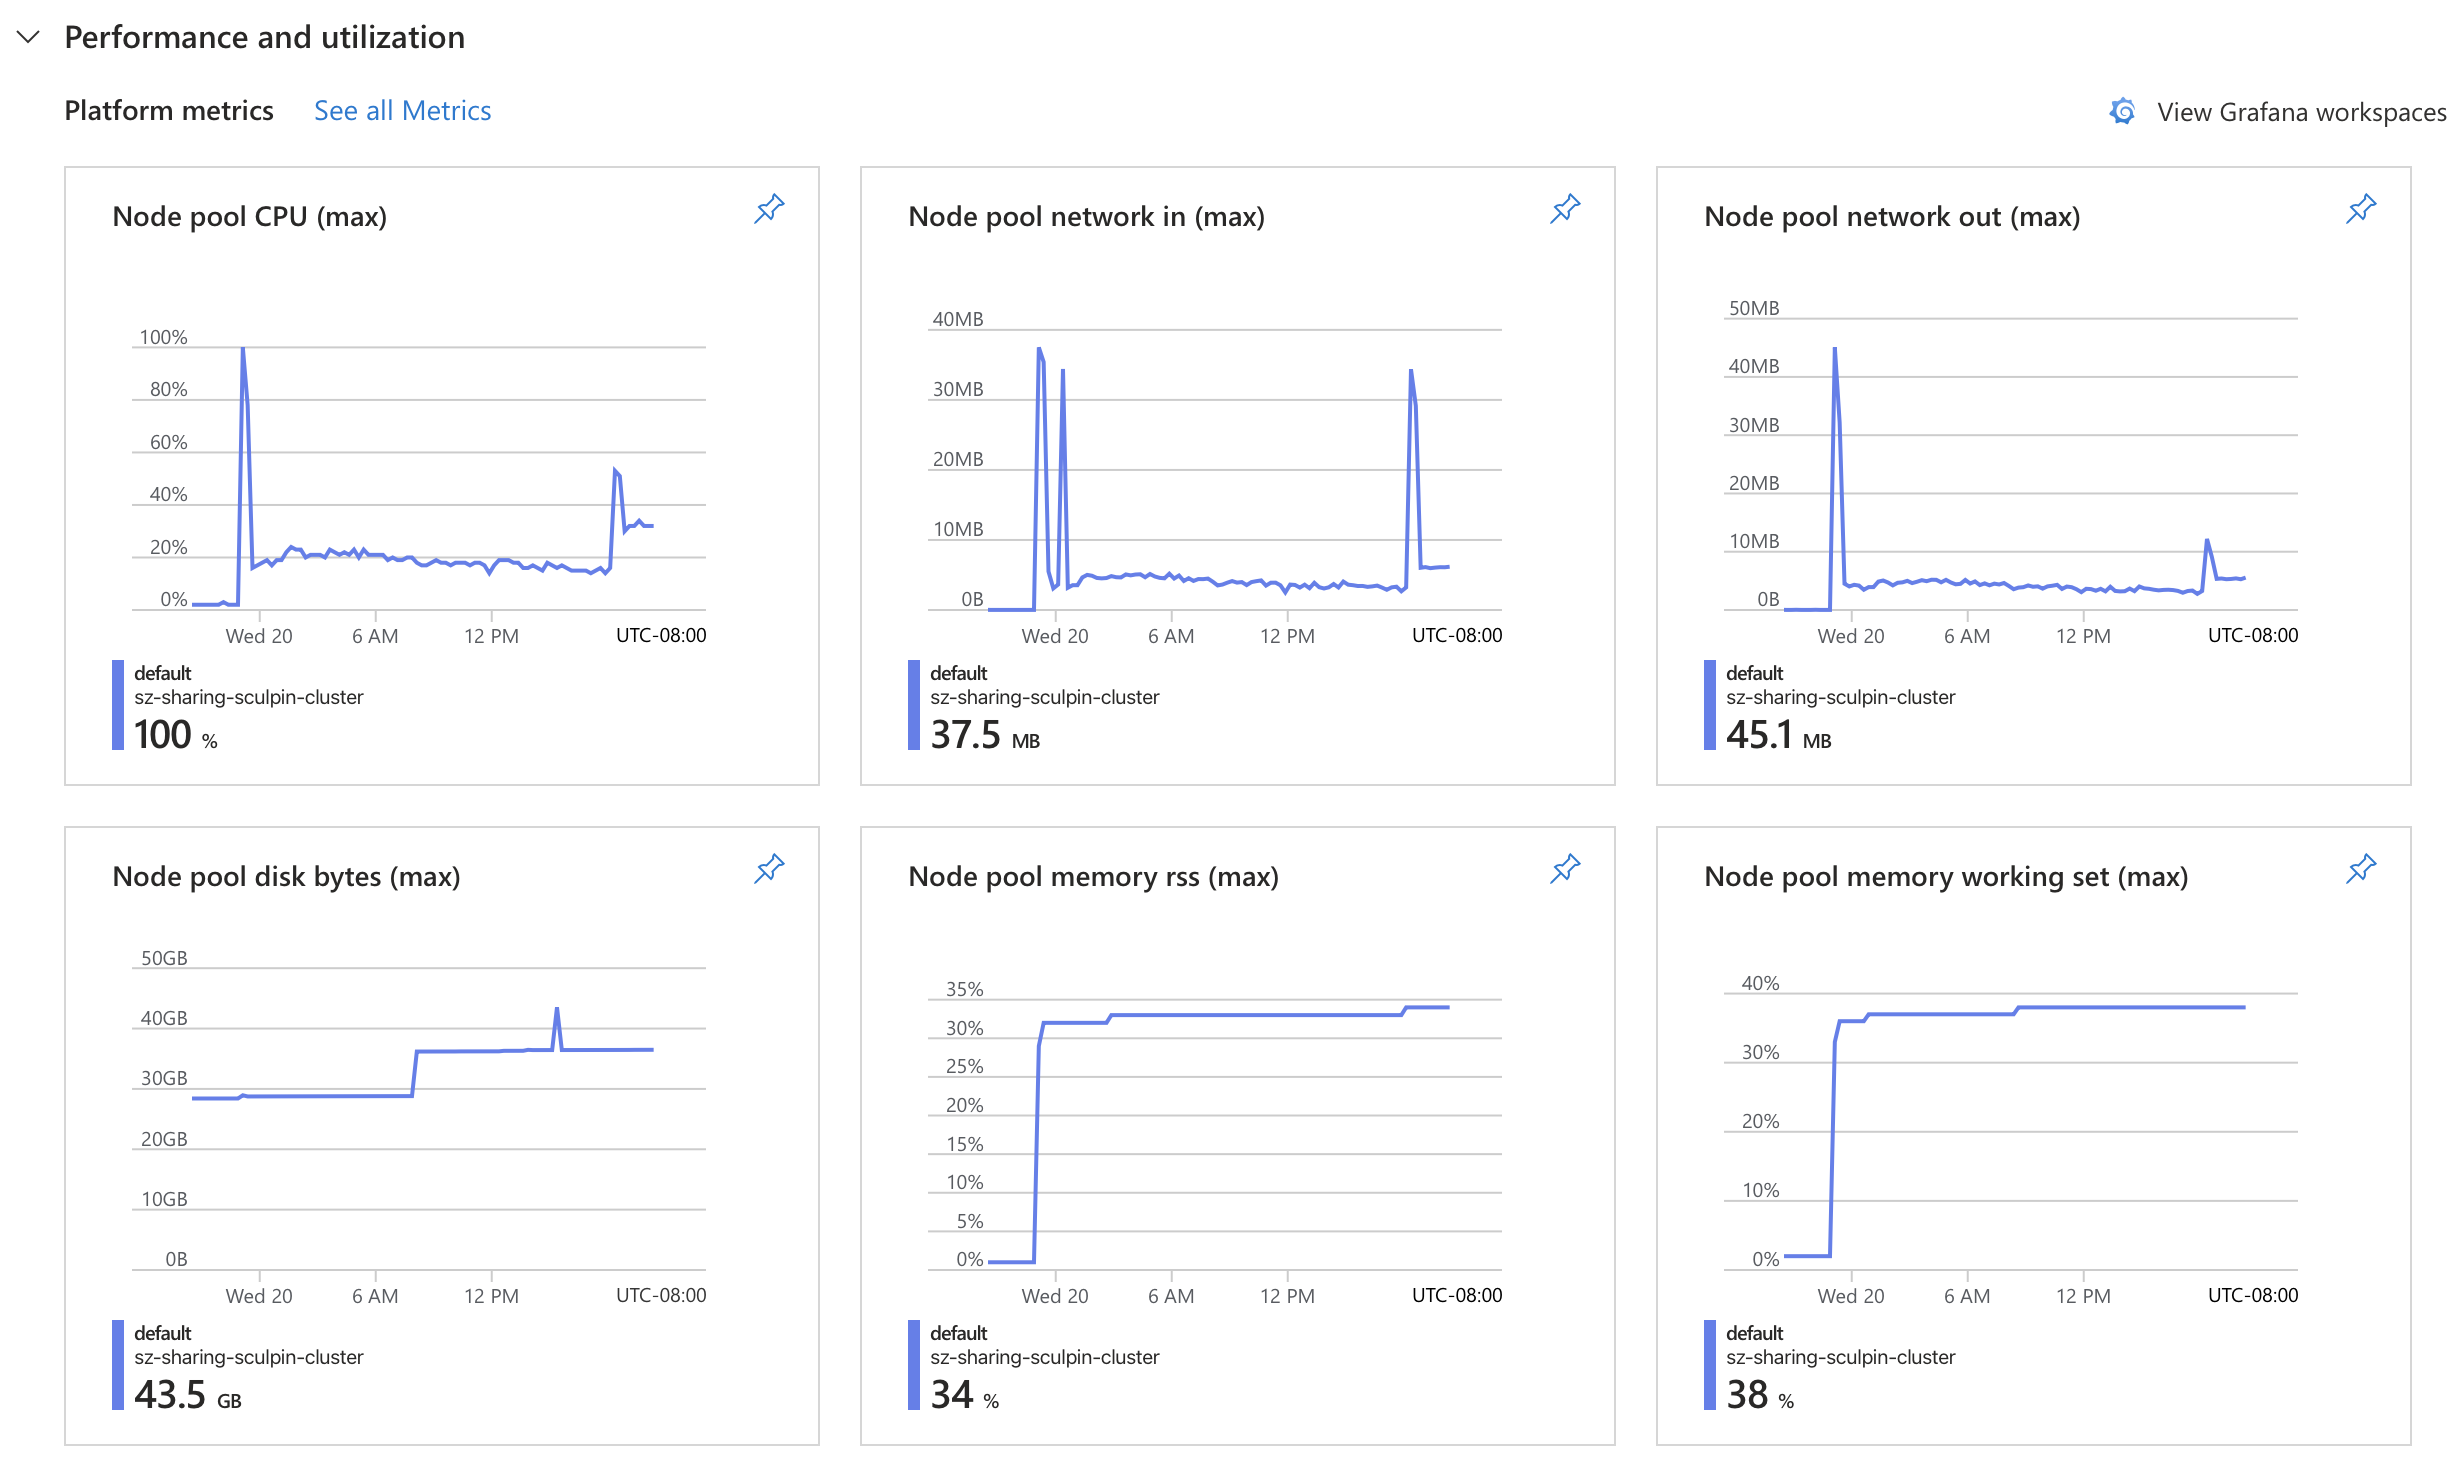 Performance and utilization
Platform metrics See all Metrics View Grafana workspaces
Node pool CPU (max)
100%
80%
60%
40%
20%
0%
Wed 20 6 AM 12 PM UTC-08:00
default
sz-sharing-sculpin-cluster
100 %
Node pool network in (max)
40MB
30MB
20MB
10MB
0B
Wed 20 6 AM 12 PM UTC-08:00
default
sz-sharing-sculpin-cluster
37.5 MB
Node pool network out (max)
50MB
40MB
30MB
20MB
10MB
0B
Wed 20 6 AM 12 PM UTC-08:00
default
sz-sharing-sculpin-cluster
45.1 MB
Node pool disk bytes (max)
50GB
40GB
30GB
20GB
10GB
0B
Wed 20 6 AM 12 PM UTC-08:00
default
sz-sharing-sculpin-cluster
43.5 GB
Node pool memory rss (max)
35%
30%
25%
20%
15%
10%
5%
0%
Wed 20 6 AM 12 PM UTC-08:00
default
sz-sharing-sculpin-cluster
34 %
Node pool memory working set (max)
40%
30%
20%
10%
0%
Wed 20 6 AM 12 PM UTC-08:00
default
sz-sharing-sculpin-cluster
38 %